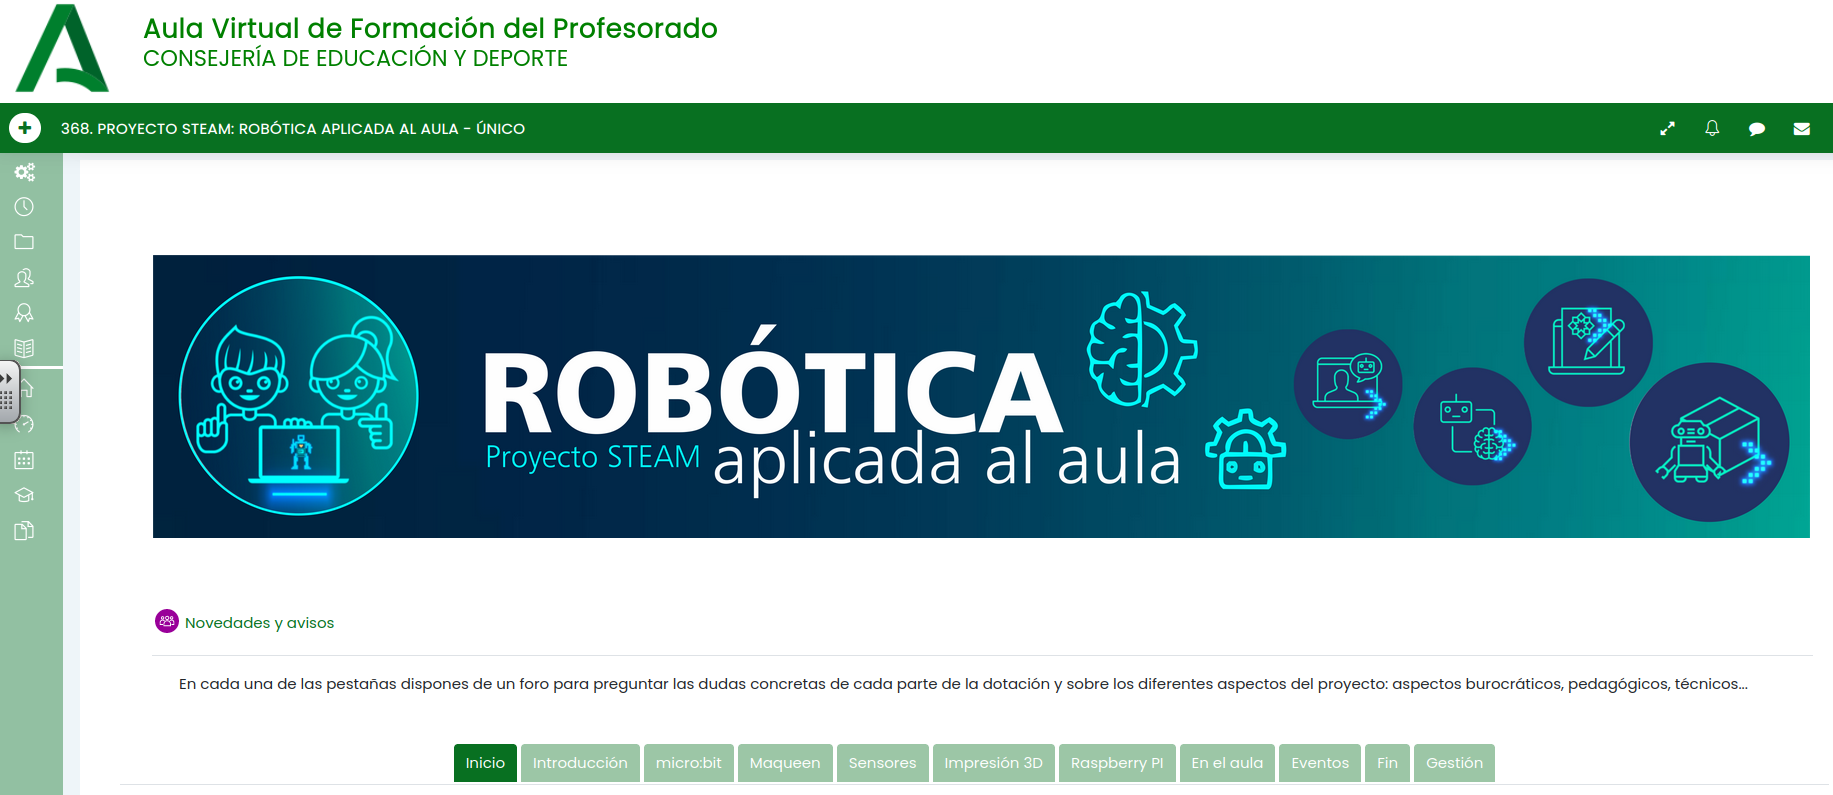 Aula Virtual de Formación del Profesorado
CONSEJERÍA DE EDUCACIÓN Y DEPORTE
368. PROYECTO STEAM: ROBÓTICA APLICADA AL AULA - ÚNICO
ROBÓTICA
Proyecto STEAM aplicada al aula
Novedades y avisos
En cada una de las pestañas dispones de un foro para preguntar las dudas concretas de cada parte de la dotación y sobre los diferentes aspectos del proyecto: aspectos burocráticos, pedagógicos, técnicos...
Inicio Introducción micro:bit Maqueen Sensores Impresión 3D Raspberry PI En el aula Eventos Fin Gestión